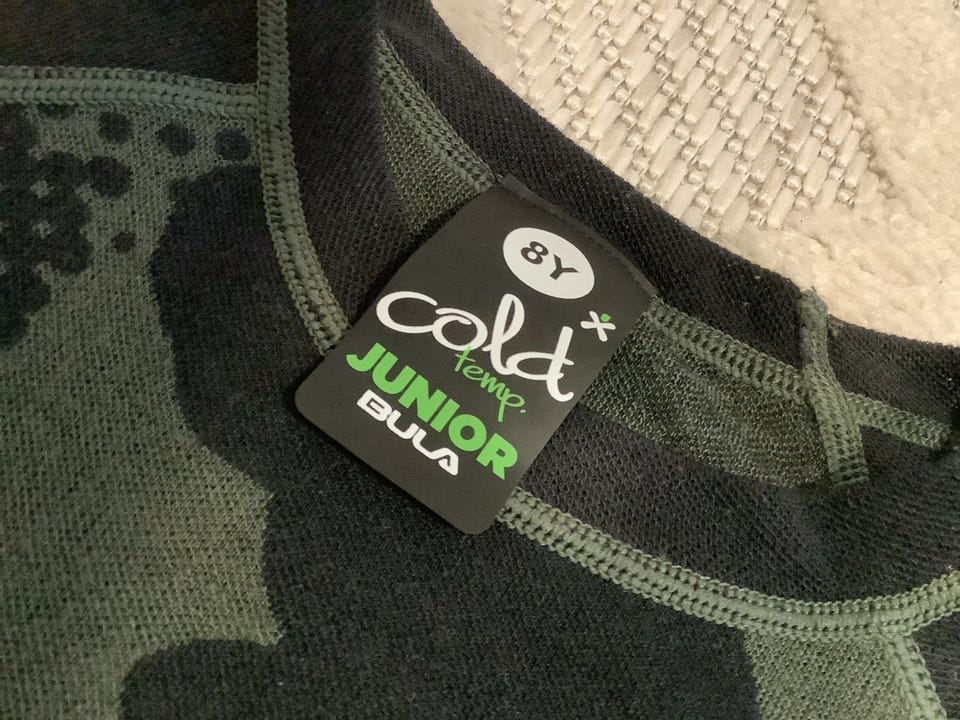 8Y
cold
temp.
JUNIOR
BULA